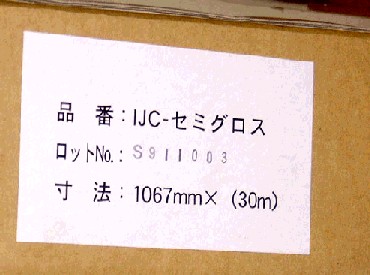 品 番：IJC-セミグロス
ロットNo.：S911003
寸 法：1067mm×（30m）